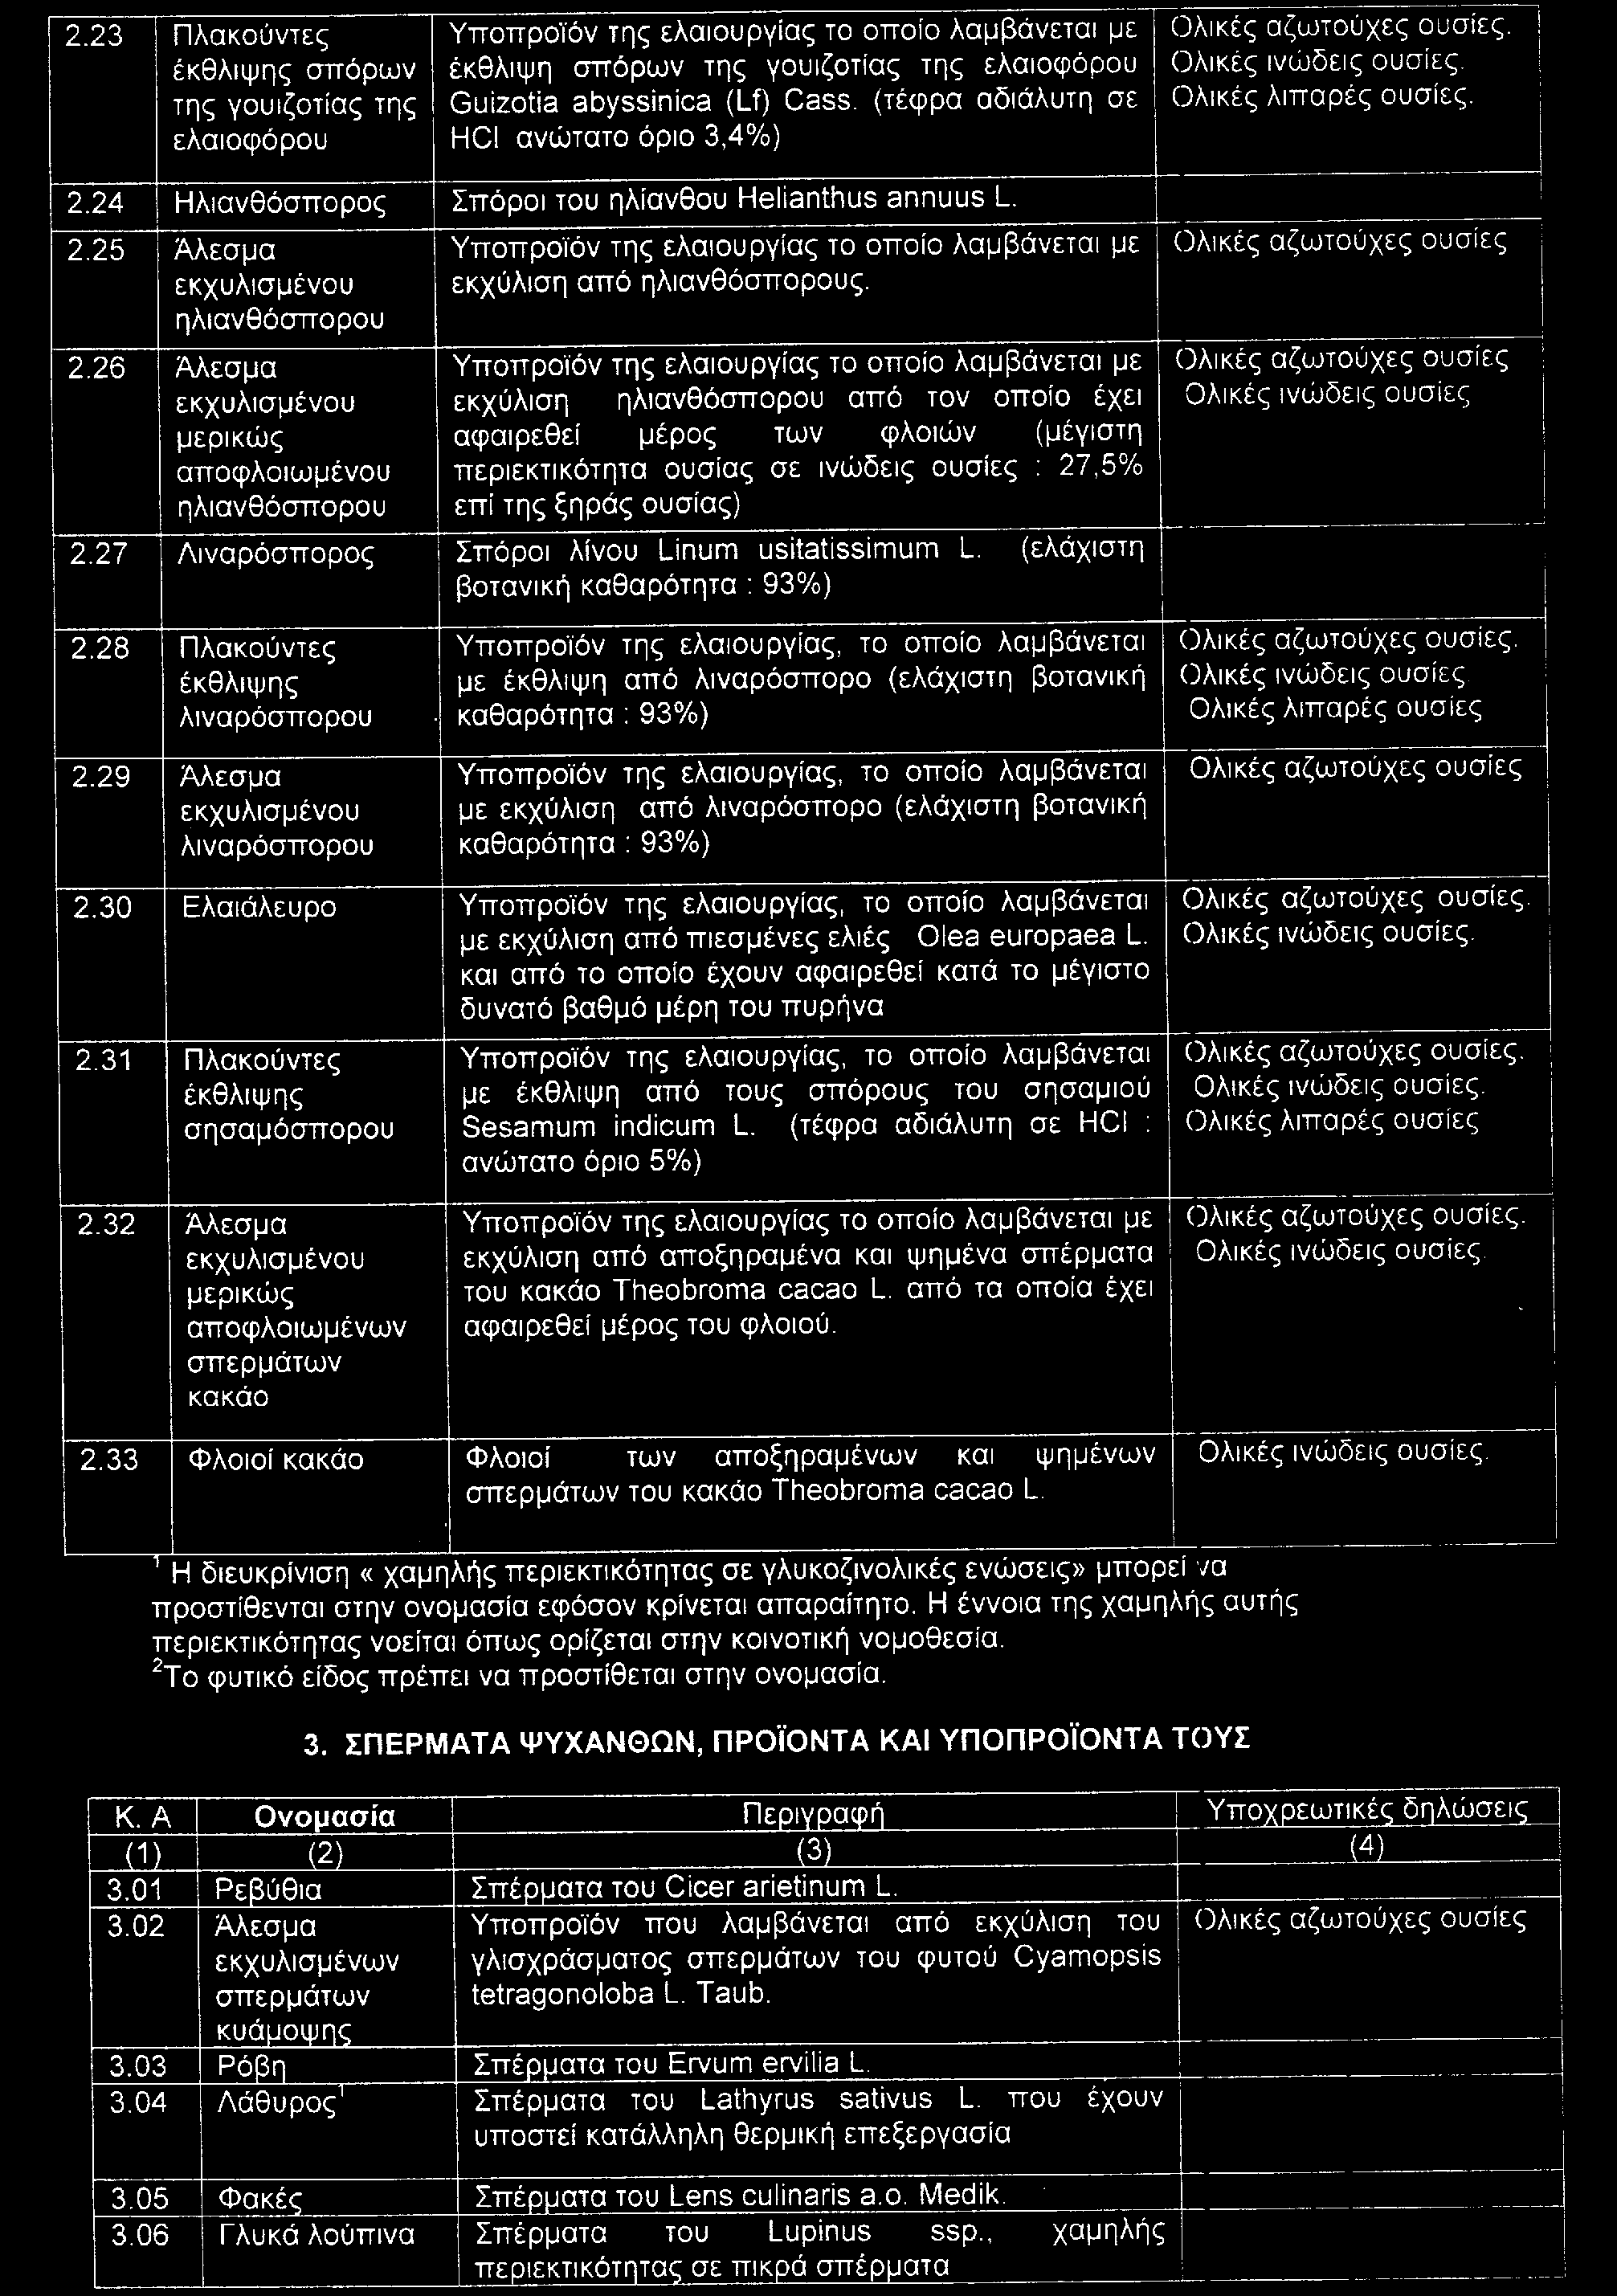 2.23 Πλακούντες έκθλιψης σπόρων της γουιζοτίας της ελαιοφόρου
Υποπροϊόν της ελαιουργίας το οποίο λαμβάνεται με
έκθλιψη σπόρων της γουιζοτίας της ελαιοφόρου
Guizotia abyssinica (Lf) Cass. (τέφρα αδιάλυτη σε
HCI ανώτατο όριο 3,4%)
Ολικές αζωτούχες ουσίες.
Ολικές ινώδεις ουσίες.
Ολικές λιπαρές ουσίες.
2.24 Ηλιανθόσπορος
Σπόροι του ηλίανθου Helianthus annuus L.
2.25 Άλεσμα
εκχυλισμένου
ηλιανθόσπορου
Υποπροϊόν της ελαιουργίας το οποίο λαμβάνεται με
εκχύλιση από ηλιανθόσπορους.
Ολικές αζωτούχες ουσίες
2.26 Άλεσμα
εκχυλισμένου
μερικώς
αποφλοιωμένου
ηλιανθόσπορου
Υποπροϊόν της ελαιουργίας το οποίο λαμβάνεται με
εκχύλιση ηλιανθόσπορου από τον οποίο έχει
αφαιρεθεί μέρος των φλοιών (μέγιστη
περιεκτικότητα ουσίας σε ινώδεις ουσίες : 27,5%
επί της ξηράς ουσίας)
Ολικές αζωτούχες ουσίες
Ολικές ινώδεις ουσίες
2.27 Λιναρόσπορος
Σπόροι λίνου Linum usitatissimum L. (ελάχιστη
βοτανική καθαρότητα : 93%)
2.28 Πλακούντες
έκθλιψης
λιναρόσπορου
Υποπροϊόν της ελαιουργίας, το οποίο λαμβάνεται
με έκθλιψη από λιναρόσπορο (ελάχιστη βοτανική
καθαρότητα : 93%)
Ολικές αζωτούχες ουσίες.
Ολικές ινώδεις ουσίες.
Ολικές λιπαρές ουσίες
2.29 Άλεσμα
εκχυλισμένου
λιναρόσπορου
Υποπροϊόν της ελαιουργίας, το οποίο λαμβάνεται
με εκχύλιση από λιναρόσπορο (ελάχιστη βοτανική
καθαρότητα : 93%)
Ολικές αζωτούχες ουσίες
2.30 Ελαιάλευρο
Υποπροϊόν της ελαιουργίας, το οποίο λαμβάνεται
με εκχύλιση από πιεσμένες ελιές Olea europaea L.
και από το οποίο έχουν αφαιρεθεί κατά το μέγιστο
δυνατό βαθμό μέρη του πυρήνα
Ολικές αζωτούχες ουσίες.
Ολικές ινώδεις ουσίες.
2.31 Πλακούντες
έκθλιψης
σησαμόσπορου
Υποπροϊόν της ελαιουργίας, το οποίο λαμβάνεται
με έκθλιψη από τους σπόρους του σησαμιού
Sesamum indicum L. (τέφρα αδιάλυτη σε HCI :
ανώτατο όριο 5%)
Ολικές αζωτούχες ουσίες.
Ολικές ινώδεις ουσίες.
Ολικές λιπαρές ουσίες
2.32 Άλεσμα
εκχυλισμένου
μερικώς
αποφλοιωμένων
σπερμάτων
κακάο
Υποπροϊόν της ελαιουργίας το οποίο λαμβάνεται με
εκχύλιση από αποξηραμένα και ψημένα σπέρματα
του κακάο Theobroma cacao L. από τα οποία έχει
αφαιρεθεί μέρος του φλοιού.
Ολικές αζωτούχες ουσίες.
Ολικές ινώδεις ουσίες.
2.33 Φλοιοί κακάο
Φλοιοί των αποξηραμένων και ψημένων
σπερμάτων του κακάο Theobroma cacao L.
Ολικές ινώδεις ουσίες.
¹ Η διευκρίνιση « χαμηλής περιεκτικότητας σε γλυκοζινολικές ενώσεις» μπορεί να
προστίθενται στην ονομασία εφόσον κρίνεται απαραίτητο. Η έννοια της χαμηλής αυτής
περιεκτικότητας νοείται όπως ορίζεται στην κοινοτική νομοθεσία.
²Το φυτικό είδος πρέπει να προστίθεται στην ονομασία.
3. ΣΠΕΡΜΑΤΑ ΨΥΧΑΝΘΩΝ, ΠΡΟΪΟΝΤΑ ΚΑΙ ΥΠΟΠΡΟΪΟΝΤΑ ΤΟΥΣ
Κ. Α Ονομασία Περιγραφή Υποχρεωτικές δηλώσεις
(1) (2) (3) (4)
3.01 Ρεβύθια Σπέρματα του Cicer arietinum L.
3.02 Άλεσμα
εκχυλισμένων
σπερμάτων
κυάμοψης
Υποπροϊόν που λαμβάνεται από εκχύλιση του
γλισχράσματος σπερμάτων του φυτού Cyamopsis
tetragonoloba L. Taub.
Ολικές αζωτούχες ουσίες
3.03 Ρόβη Σπέρματα του Ervum ervilia L.
3.04 Λάθυρος¹
Σπέρματα του Lathyrus sativus L. που έχουν
υποστεί κατάλληλη θερμική επεξεργασία
3.05 Φακές Σπέρματα του Lens culinaris a.o. Medik.
3.06 Γλυκά λούπινα
Σπέρματα του Lupinus ssp., χαμηλής
περιεκτικότητας σε πικρά σπέρματα